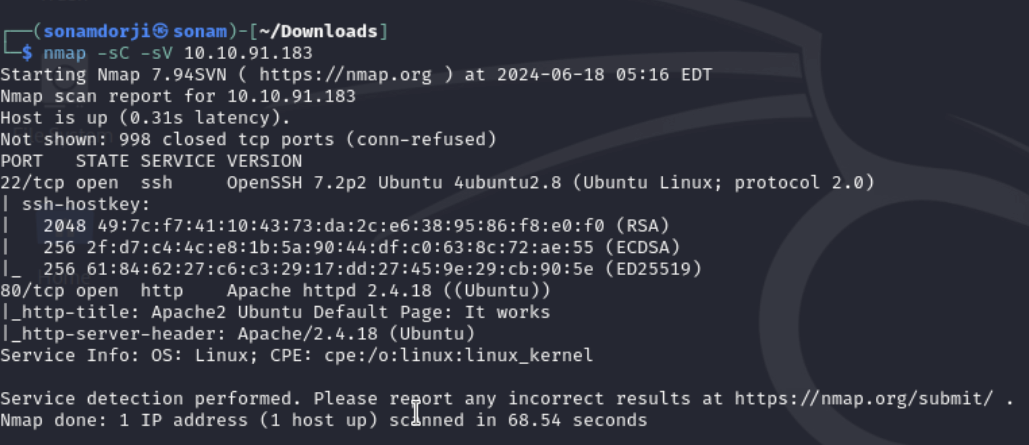 ┌──(sonamdorji㉿sonam)-[~/Downloads]
└─$ nmap -sC -sV 10.10.91.183
Starting Nmap 7.94SVN ( https://nmap.org ) at 2024-06-18 05:16 EDT
Nmap scan report for 10.10.91.183
Host is up (0.31s latency).
Not shown: 998 closed tcp ports (conn-refused)
PORT   STATE SERVICE VERSION
22/tcp open  ssh     OpenSSH 7.2p2 Ubuntu 4ubuntu2.8 (Ubuntu Linux; protocol 2.0)
| ssh-hostkey:
|   2048 49:7c:f7:41:10:43:73:da:2c:e6:38:95:86:f8:e0:f0 (RSA)
|   256 2f:d7:c4:4c:e8:1b:5a:90:44:df:c0:63:8c:72:ae:55 (ECDSA)
|_  256 61:84:62:27:c6:c3:29:17:dd:27:45:9e:29:cb:90:5e (ED25519)
80/tcp open  http    Apache httpd 2.4.18 ((Ubuntu))
|_http-title: Apache2 Ubuntu Default Page: It works
|_http-server-header: Apache/2.4.18 (Ubuntu)
Service Info: OS: Linux; CPE: cpe:/o:linux:linux_kernel
Service detection performed. Please report any incorrect results at https://nmap.org/submit/ .
Nmap done: 1 IP address (1 host up) scanned in 68.54 seconds